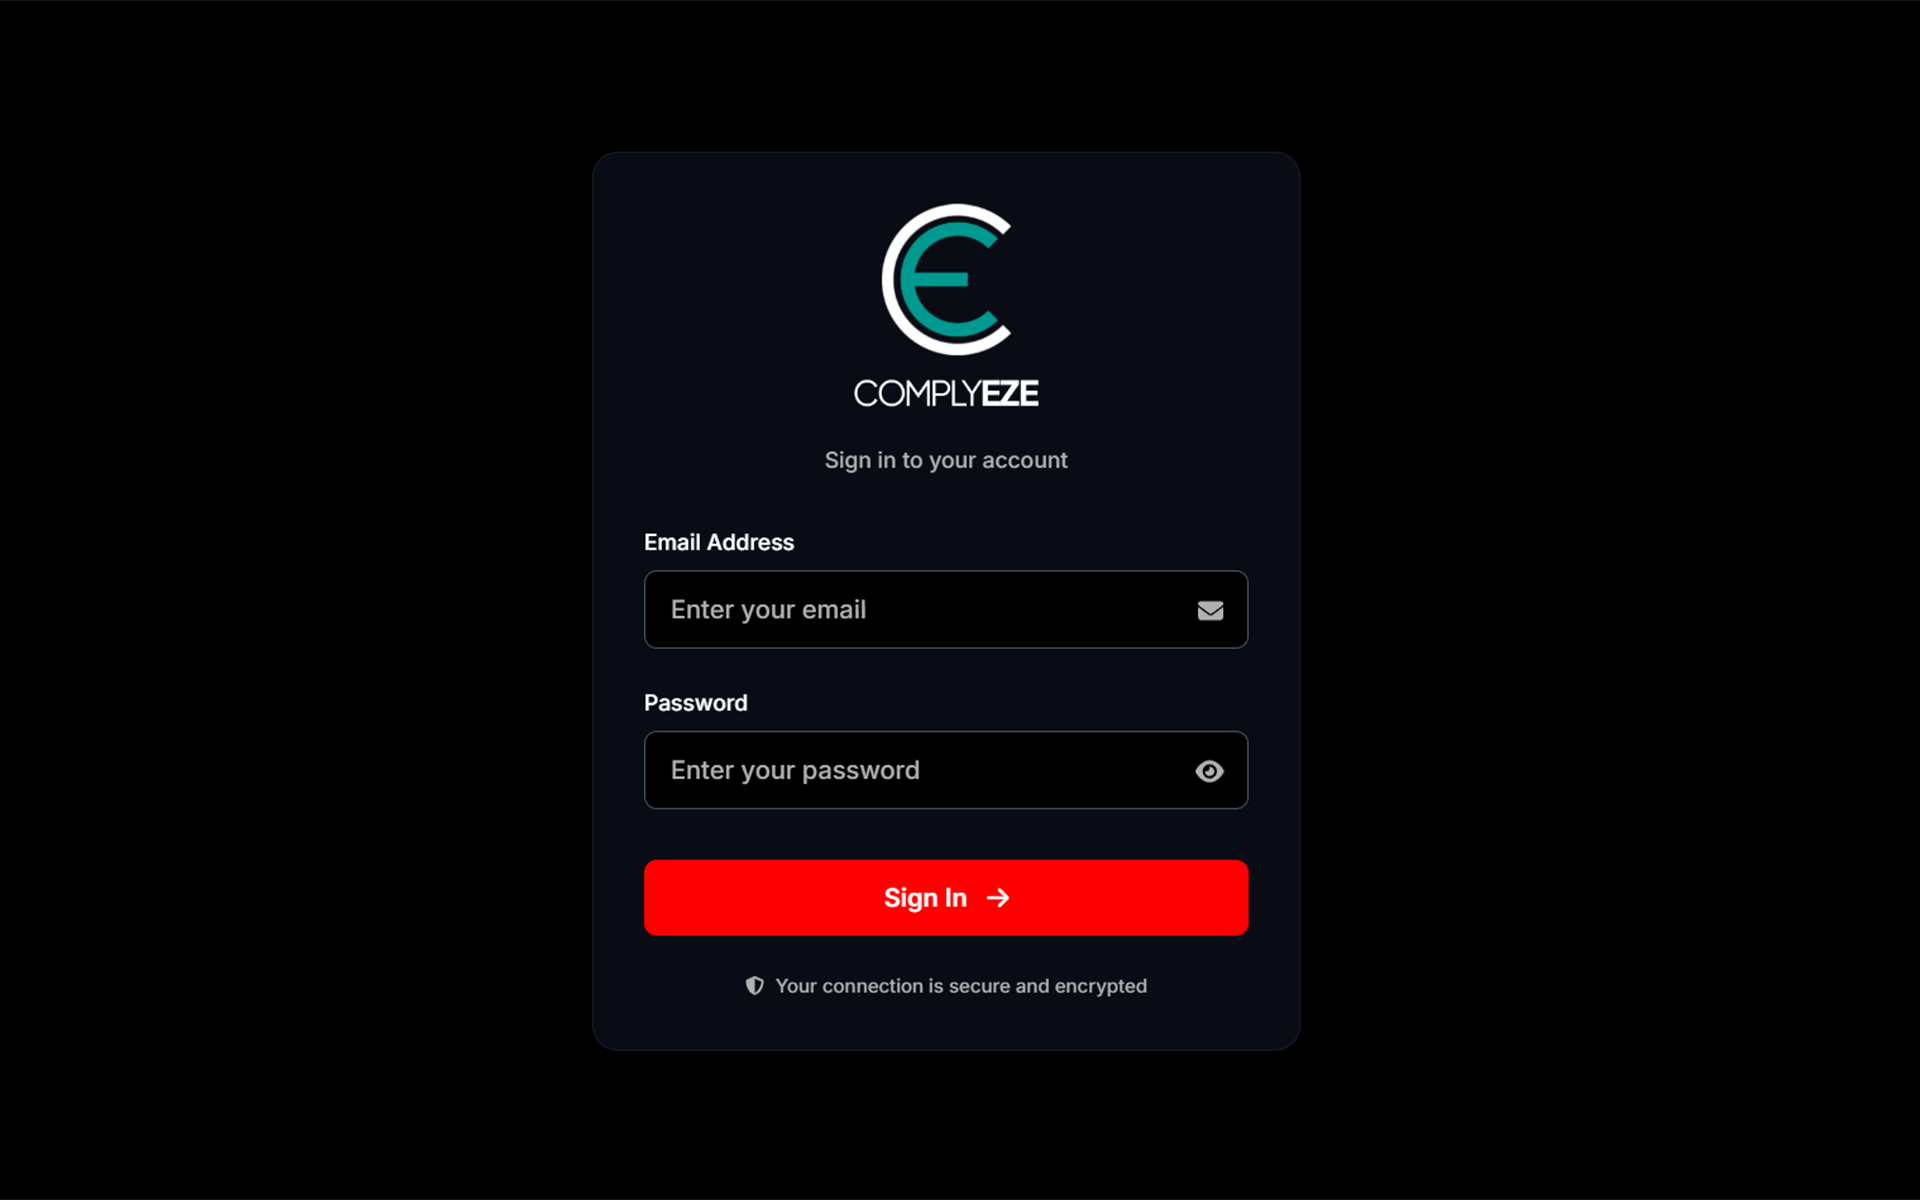 COMPLYEZE
Sign in to your account
Email Address
Enter your email
Password
Enter your password
Sign In
Your connection is secure and encrypted